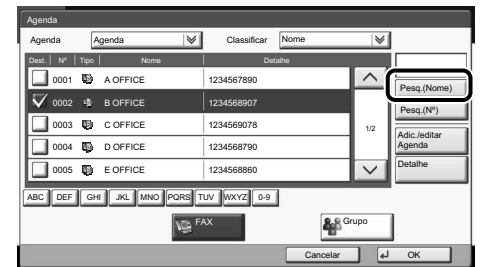 Agenda
Agenda Agenda Classificar Nome
Dest. Nº Tipo Nome Detalhe
0001 A OFFICE 1234567890
Pesq.(Nome)
0002 B OFFICE 1234568907
Pesq.(Nº)
0003 C OFFICE 1234569078
1/2
Adic./editar
Agenda
0004 D OFFICE 1234568790
Detalhe
0005 E OFFICE 1234568860
ABC DEF GHI JKL MNO PQRS TUV WXYZ 0-9
FAX Grupo
Cancelar OK